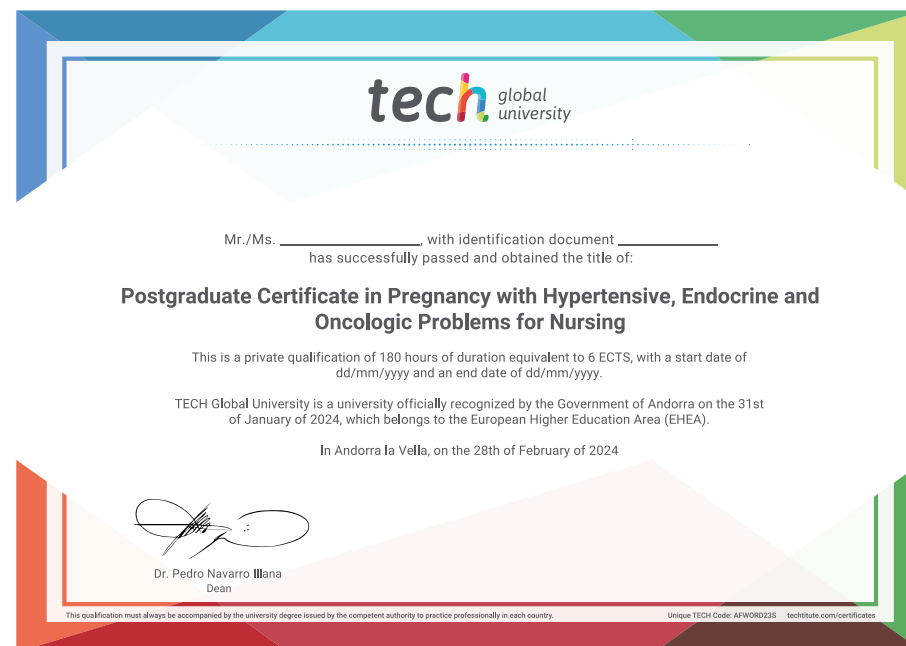 tech global university
Mr./Ms. ____________, with identification document ____________
has successfully passed and obtained the title of:
Postgraduate Certificate in Pregnancy with Hypertensive, Endocrine and
Oncologic Problems for Nursing
This is a private qualification of 180 hours of duration equivalent to 6 ECTS, with a start date of
dd/mm/yyyy and an end date of dd/mm/yyyy.
TECH Global University is a university officially recognized by the Government of Andorra on the 31st
of January of 2024, which belongs to the European Higher Education Area (EHEA).
In Andorra la Vella, on the 28th of February of 2024
Dr. Pedro Navarro Illana
Dean
This qualification must always be accompanied by the university degree issued by the competent authority to practice professionally in each country.
Unique TECH Code: AFWORD23S techtitute.com/certificates